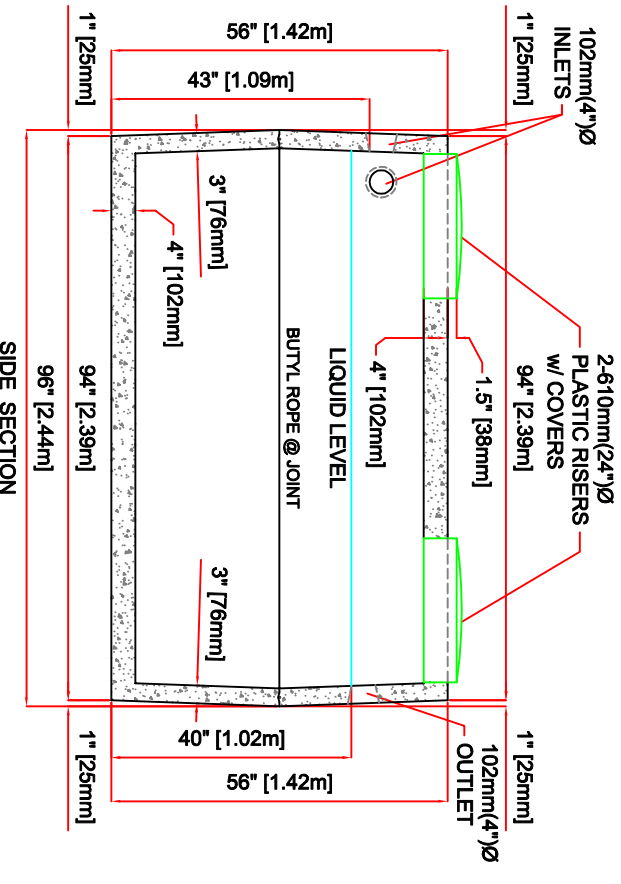 102mm(4")Ø
INLETS
2-610mm(24")Ø
PLASTIC RISERS
w/ COVERS
1" [25mm]
94" [2.39m]
1" [25mm]
102mm(4")Ø
OUTLET
1.5" [38mm]
4" [102mm]
LIQUID LEVEL
BUTYL ROPE @ JOINT
56" [1.42m]
43" [1.09m]
40" [1.02m]
56" [1.42m]
3" [76mm]
3" [76mm]
4" [102mm]
1" [25mm]
94" [2.39m]
1" [25mm]
96" [2.44m]
SIDE SECTION